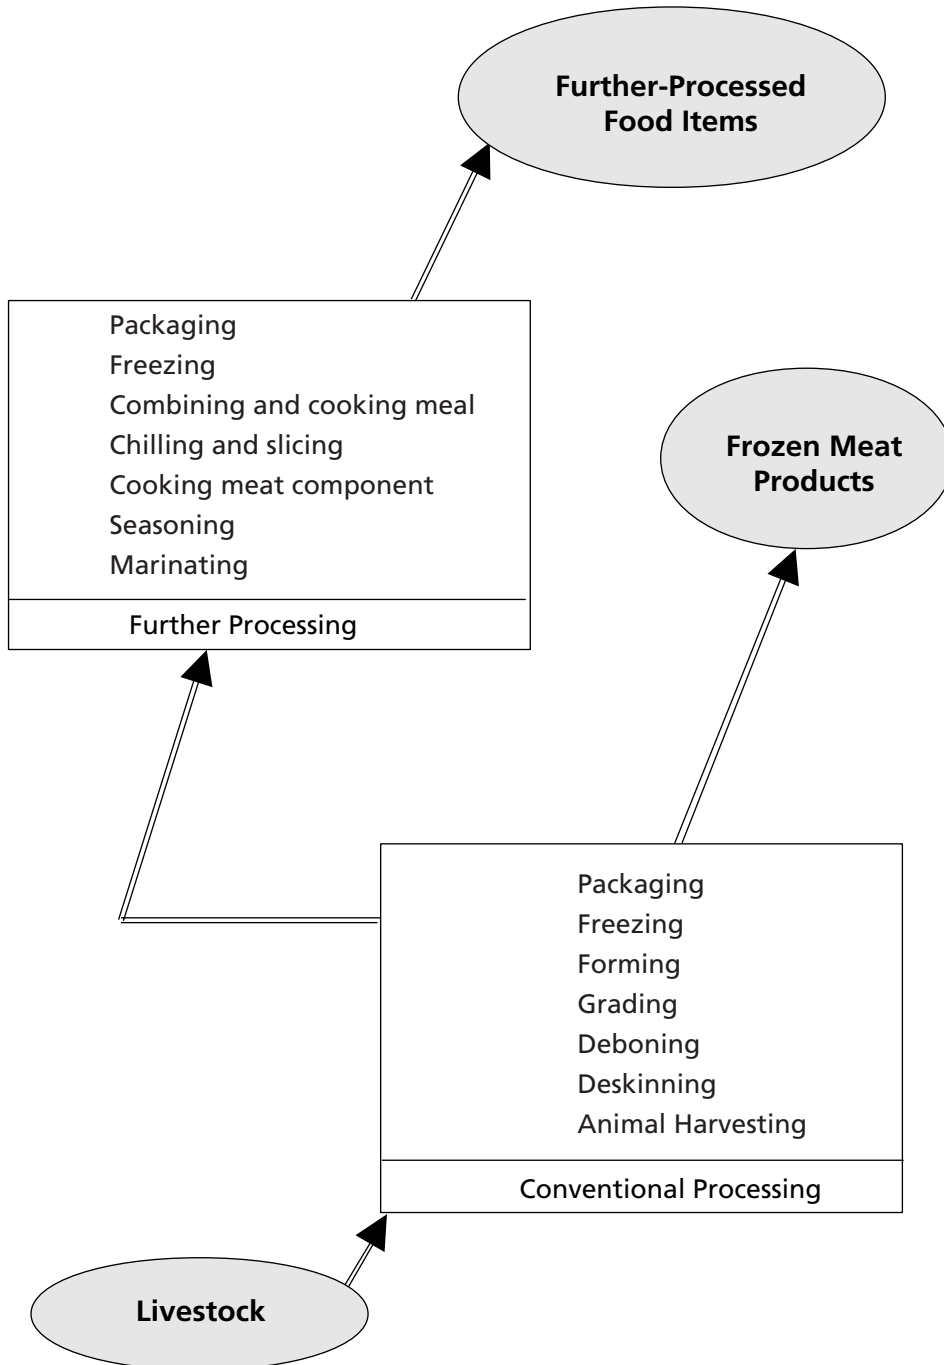 Further-Processed
Food Items
Packaging
Freezing
Combining and cooking meal
Chilling and slicing
Cooking meat component
Seasoning
Marinating
Further Processing
Frozen Meat
Products
Packaging
Freezing
Forming
Grading
Deboning
Deskinning
Animal Harvesting
Conventional Processing
Livestock